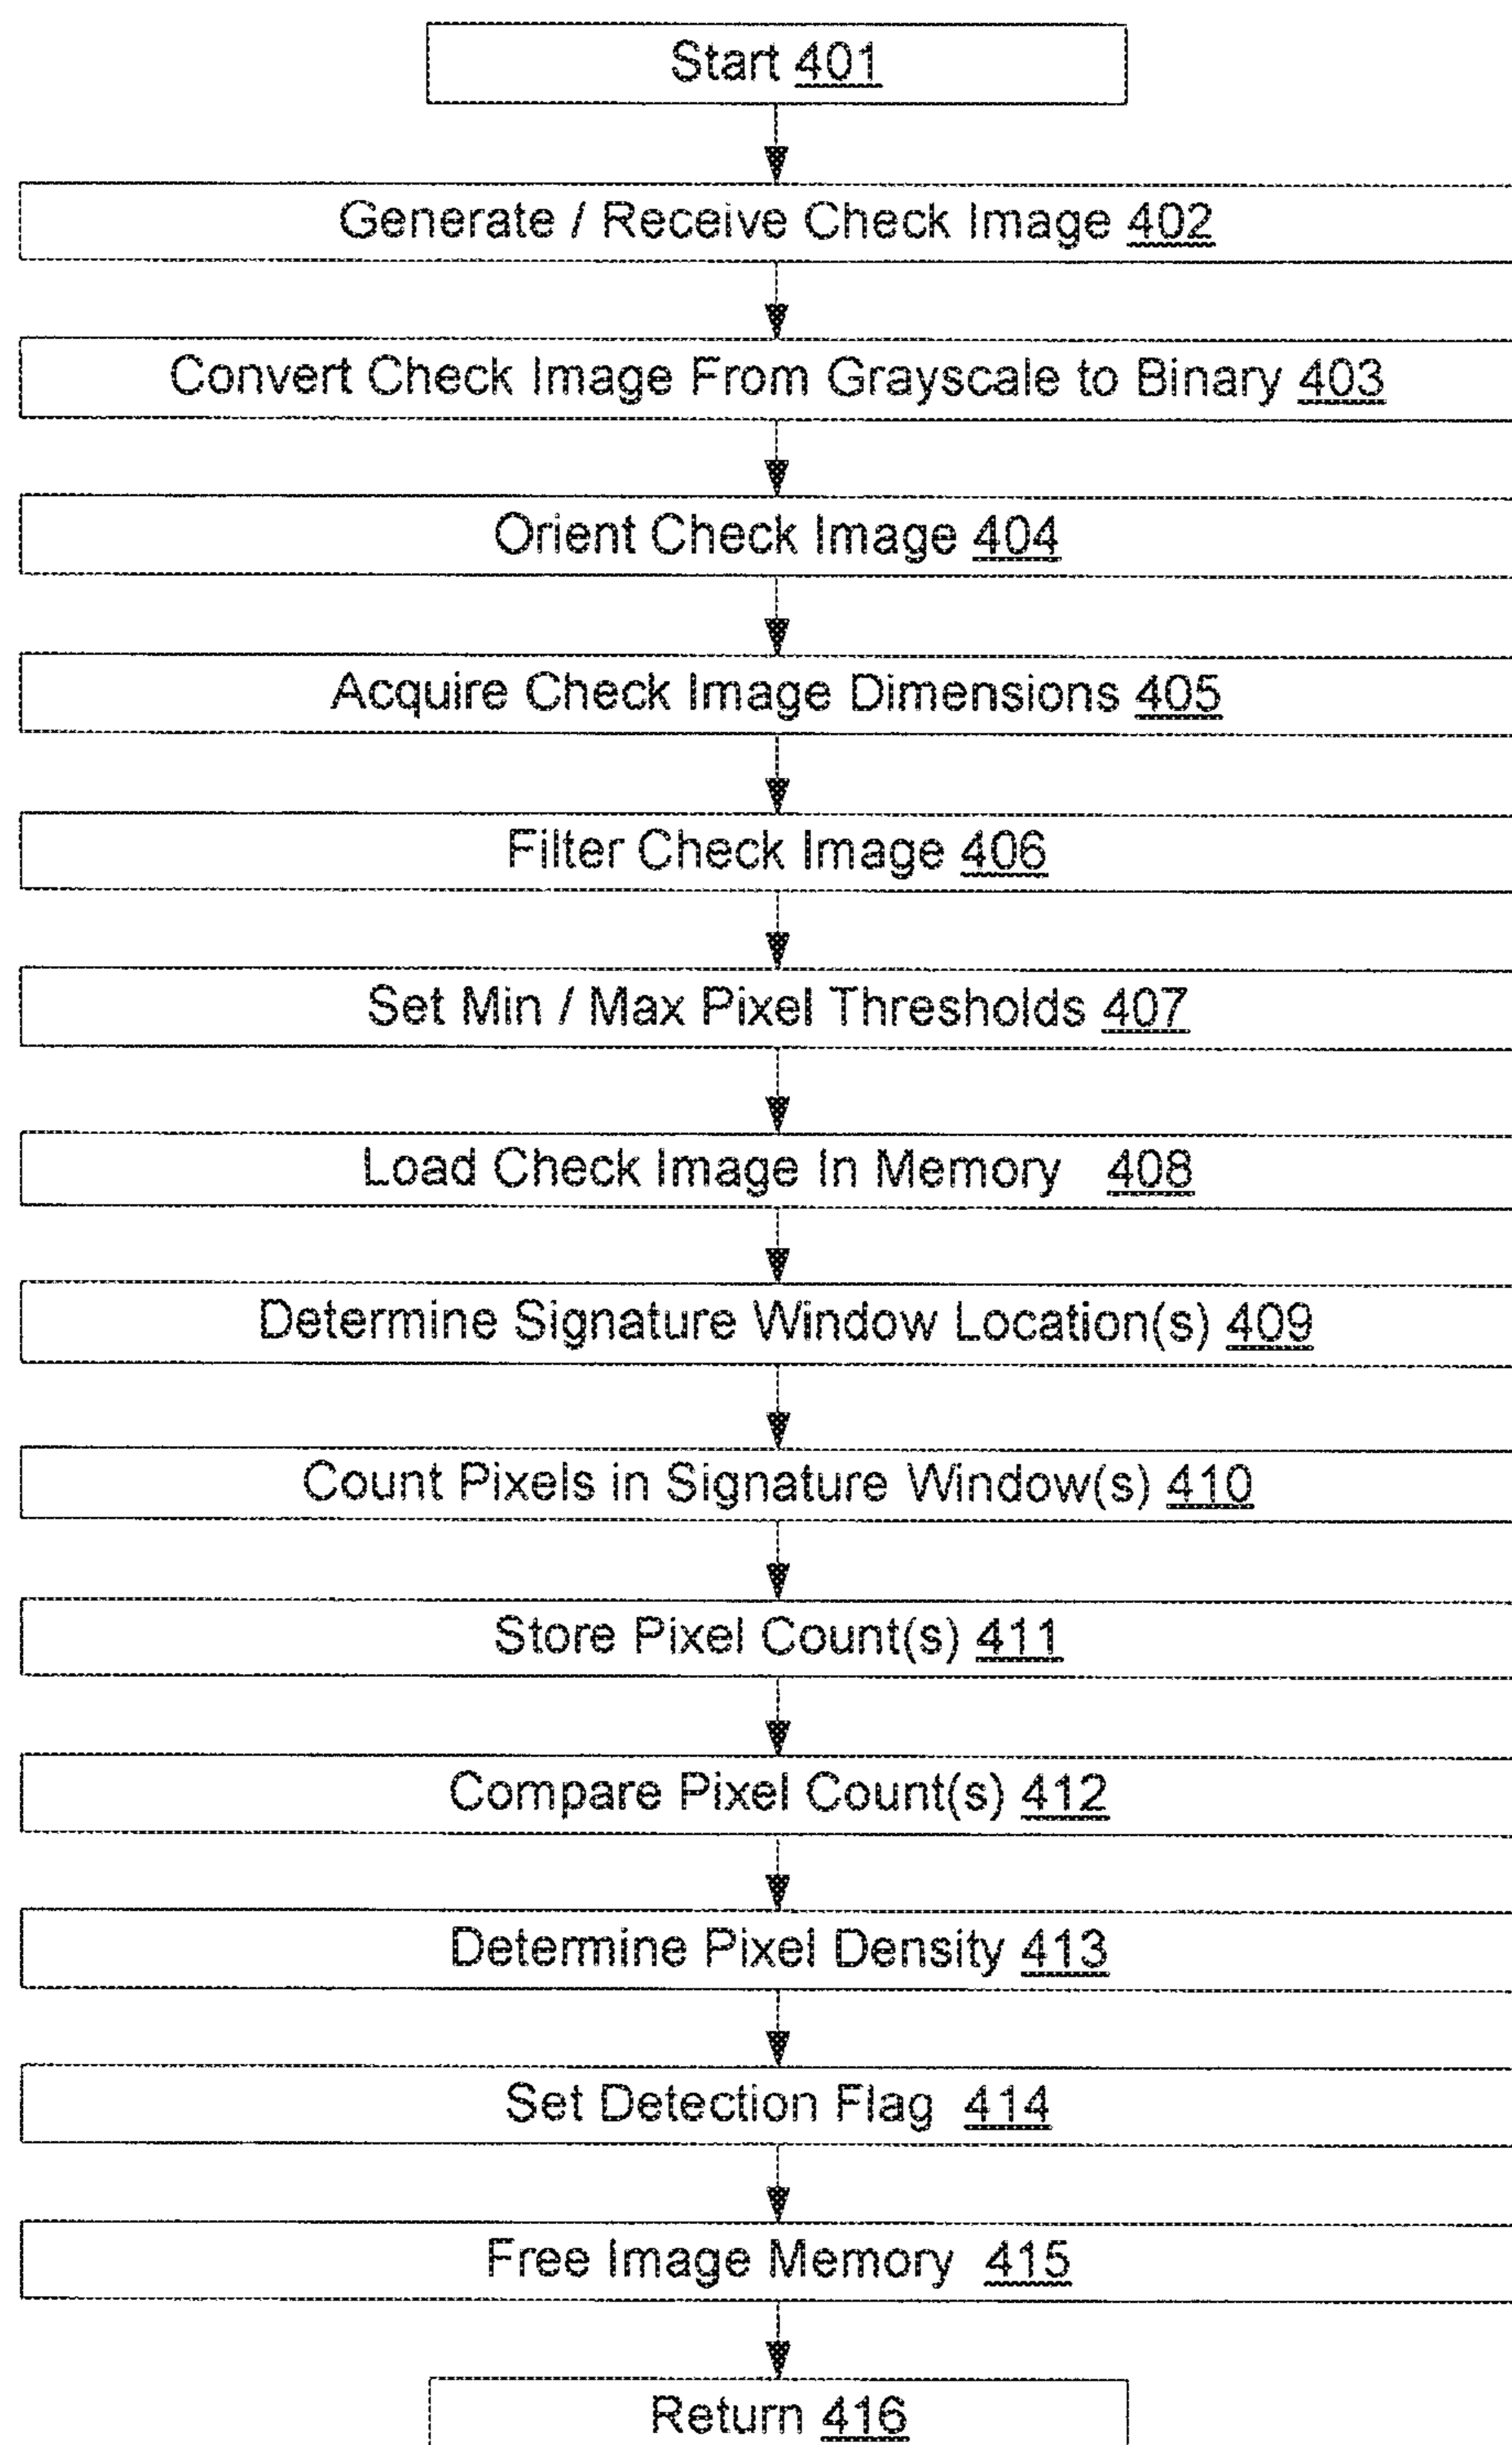 Start 401
Generate / Receive Check Image 402
Convert Check Image From Grayscale to Binary 403
Orient Check Image 404
Acquire Check Image Dimensions 405
Filter Check Image 406
Set Min / Max Pixel Thresholds 407
Load Check Image In Memory 408
Determine Signature Window Location(s) 409
Count Pixels in Signature Window(s) 410
Store Pixel Count(s) 411
Compare Pixel Count(s) 412
Determine Pixel Density 413
Set Detection Flag 414
Free Image Memory 415
Return 416